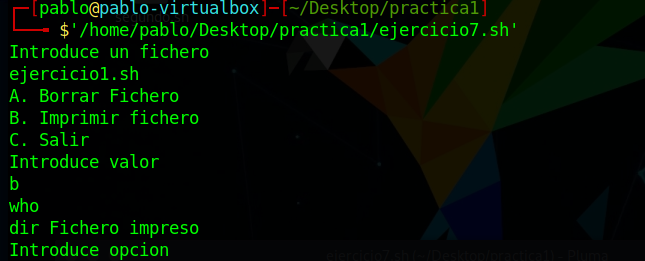 [pablo@pablo-virtualbox]─[~/Desktop/practica1]
$'/home/pablo/Desktop/practica1/ejercicio7.sh'
Introduce un fichero
ejercicio1.sh
A. Borrar Fichero
B. Imprimir fichero
C. Salir
Introduce valor
b
who
dir Fichero impreso
Introduce opcion